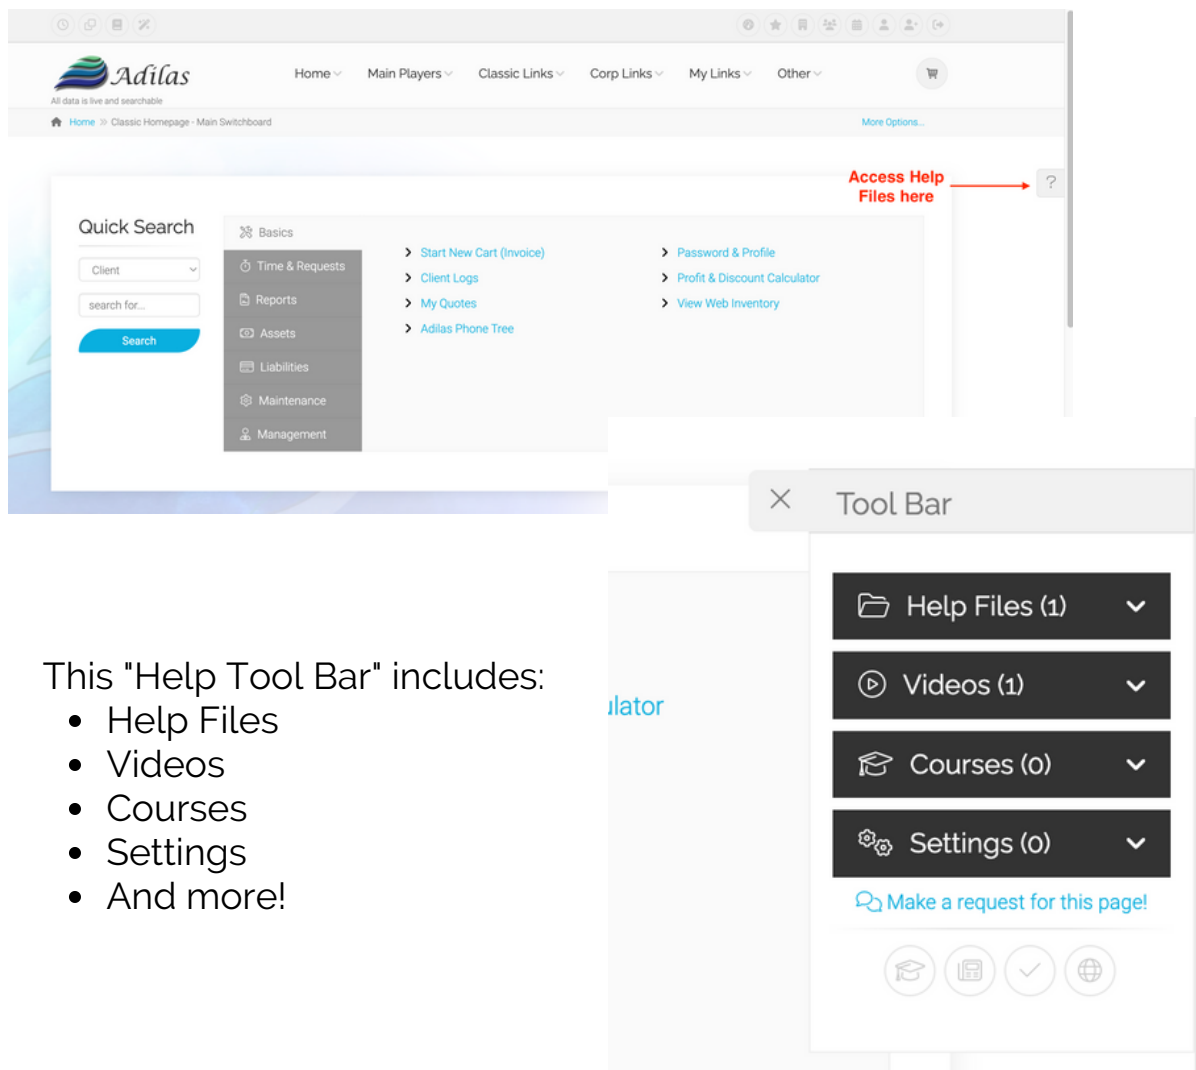 Adilas
All data is live and searchable
Home Main Players Classic Links Corp Links My Links Other
Home » Classic Homepage - Main Switchboard
More Options...
Access Help
Files here
?
Quick Search
Client
search for...
Search
Basics
Time & Requests
Reports
Assets
Liabilities
Maintenance
Management
Start New Cart (Invoice)
Client Logs
My Quotes
Adilas Phone Tree
Password & Profile
Profit & Discount Calculator
View Web Inventory
This "Help Tool Bar" includes:
• Help Files
• Videos
• Courses
• Settings
• And more!
ulator
Tool Bar
Help Files (1)
Videos (1)
Courses (0)
Settings (0)
Make a request for this page!